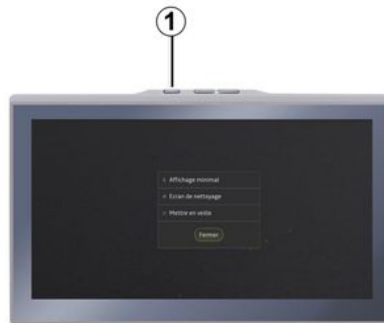 1
Affichage minimal
Ecran de nettoyage
Mettre en veille
Fermer